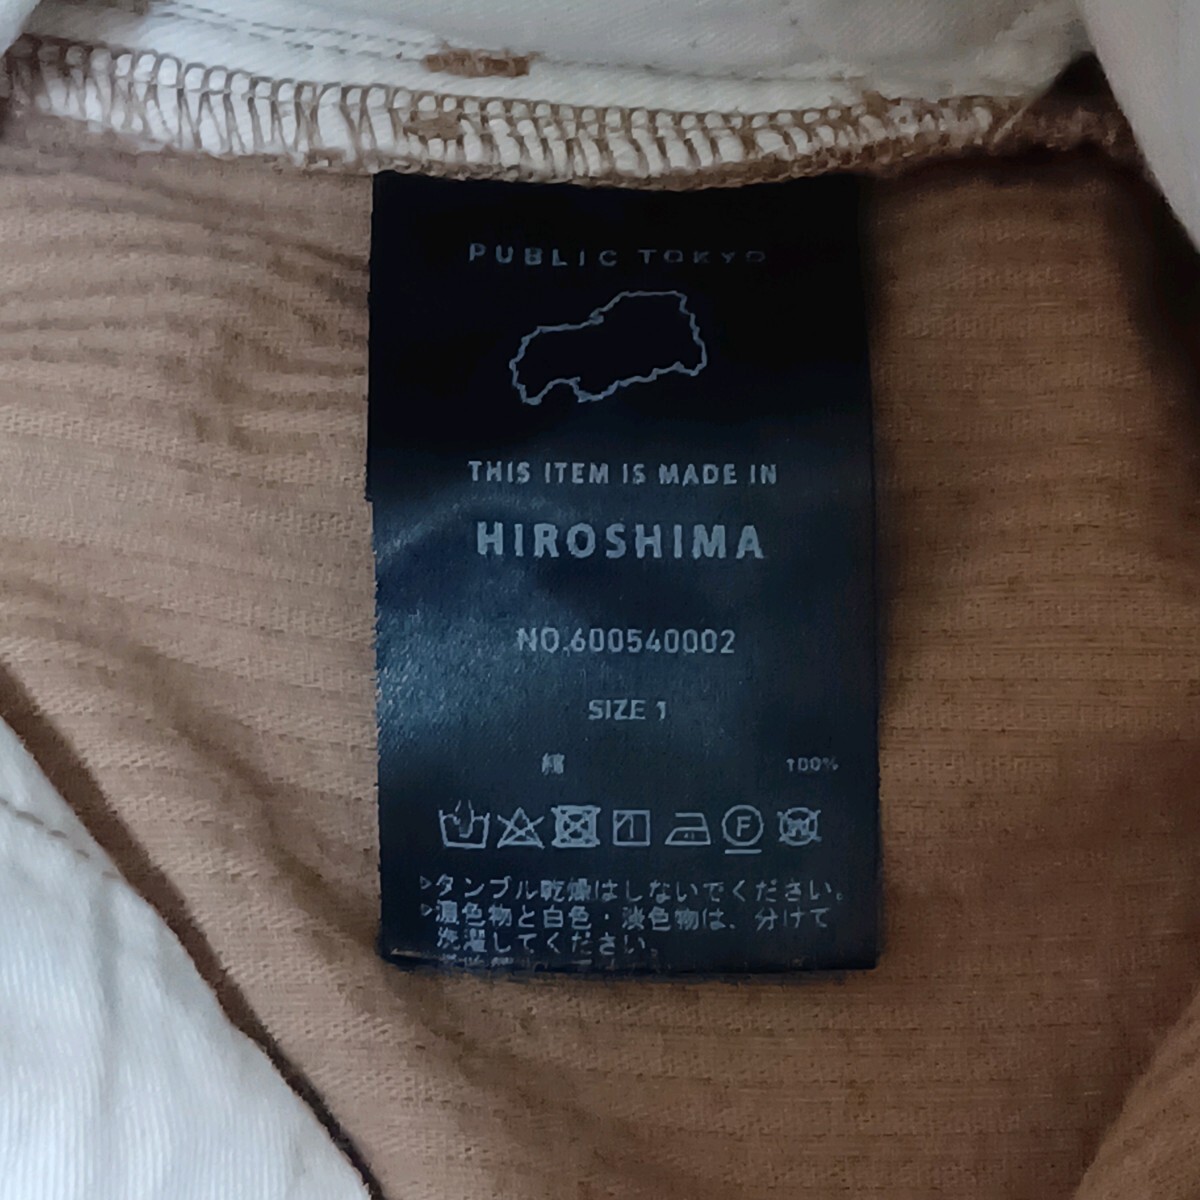 PUBLIC TOKYO
THIS ITEM IS MADE IN
HIROSHIMA
NO.600540002
SIZE 1
綿 100%
F
W
▷タンブル乾燥はしないでください。
▷濃色物と白色・淡色物は、分けて
洗濯してください。